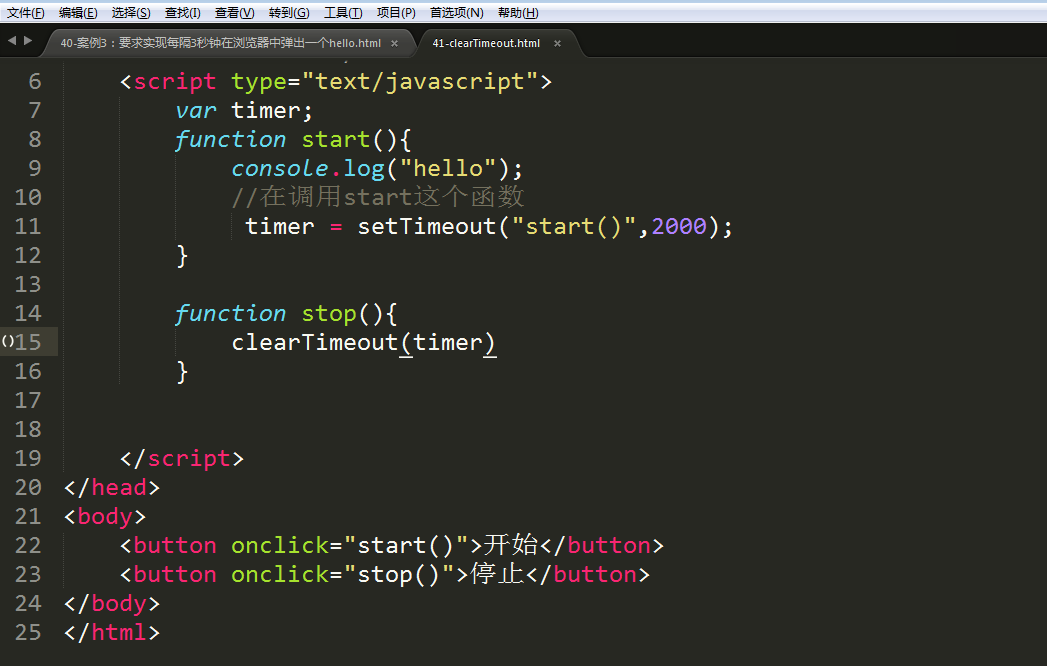 文件(F) 编辑(E) 选择(S) 查找(I) 查看(V) 转到(G) 工具(T) 项目(P) 首选项(N) 帮助(H)
40-案例3：要求实现每隔3秒钟在浏览器中弹出一个hello.html × 41-clearTimeout.html ×
6 <script type="text/javascript">
7 var timer;
8 function start(){
9 console.log("hello");
10 //在调用start这个函数
11 timer = setTimeout("start()",2000);
12 }
13
14 function stop(){
15 clearTimeout(timer)
16 }
17
18
19 </script>
20 </head>
21 <body>
22 <button onclick="start()">开始</button>
23 <button onclick="stop()">停止</button>
24 </body>
25 </html>